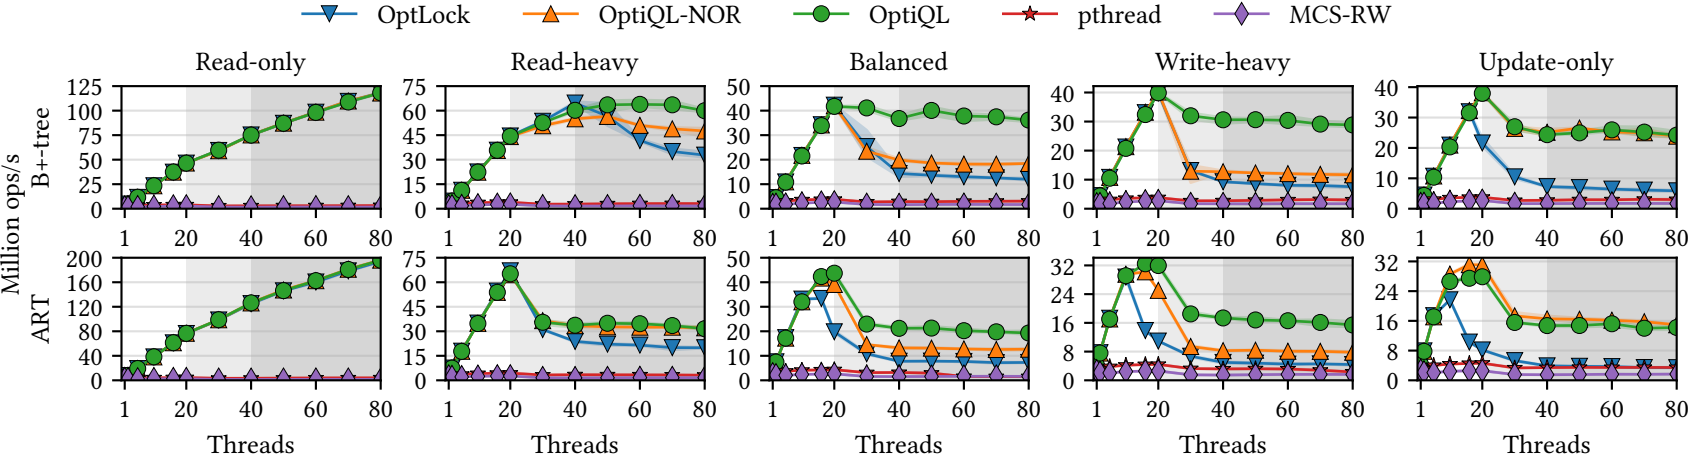 OptLock OptiQL-NOR OptiQL pthread MCS-RW
Read-only Read-heavy Balanced Write-heavy Update-only
Million ops/s
B+-tree
125 100 75 50 25 0
1 20 40 60 80
75 60 45 30 15 0
1 20 40 60 80
50 40 30 20 10 0
1 20 40 60 80
40 30 20 10 0
1 20 40 60 80
40 30 20 10 0
1 20 40 60 80
ART
200 160 120 80 40 0
1 20 40 60 80
75 60 45 30 15 0
1 20 40 60 80
50 40 30 20 10 0
1 20 40 60 80
32 24 16 8 0
1 20 40 60 80
32 24 16 8 0
1 20 40 60 80
Threads Threads Threads Threads Threads